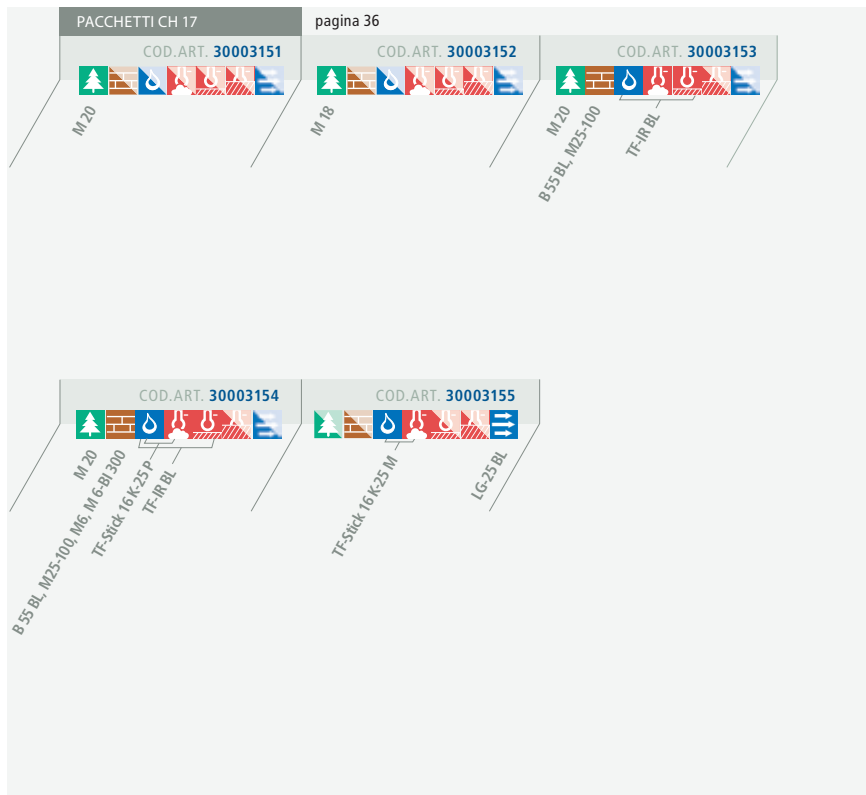 PACCHETTI CH 17 pagina 36
COD.ART. 30003151
COD.ART. 30003152
COD.ART. 30003153
M 20
M 18
M 20
B 55 BL, M25-100
TF-IR BL
COD.ART. 30003154
COD.ART. 30003155
M 20
B 55 BL, M25-100, M6, M 6-BI 300
TF-Stick 16 K-25 P
TF-IR BL
TF-Stick 16 K-25 M
LG-25 BL